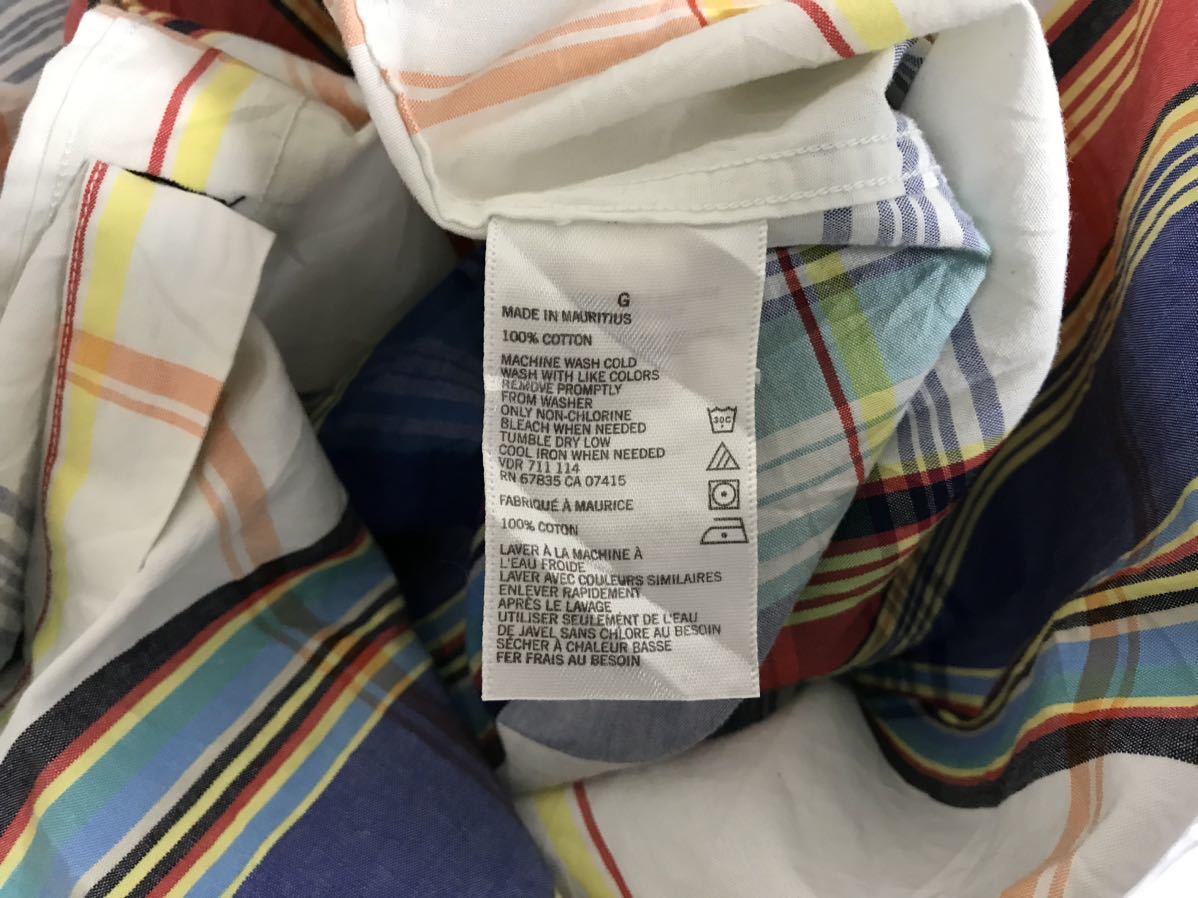 G
MADE IN MAURITIUS
100% COTTON
MACHINE WASH COLD
WASH WITH LIKE COLORS
REMOVE PROMPTLY
FROM WASHER
ONLY NON-CHLORINE
BLEACH WHEN NEEDED
TUMBLE DRY LOW
COOL IRON WHEN NEEDED
VDR 711 114
RN 67835 CA 07415
30C
FABRIQUÉ À MAURICE
100% COTON
LAVER À LA MACHINE À
L'EAU FROIDE
LAVER AVEC COULEURS SIMILAIRES
ENLEVER RAPIDEMENT
APRÈS LE LAVAGE
UTILISER SEULEMENT DE L'EAU
DE JAVEL SANS CHLORE AU BESOIN
SÉCHER À CHALEUR BASSE
FER FRAIS AU BESOIN